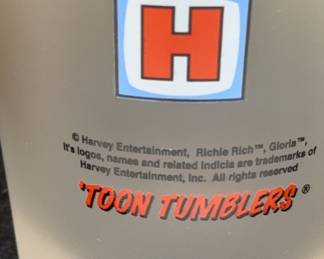 H
© Harvey Entertainment, Richie Rich™, Gloria™,
it's logos, names and related indicia are trademarks of
Harvey Entertainment, Inc. All rights reserved
'TOON TUMBLERS®